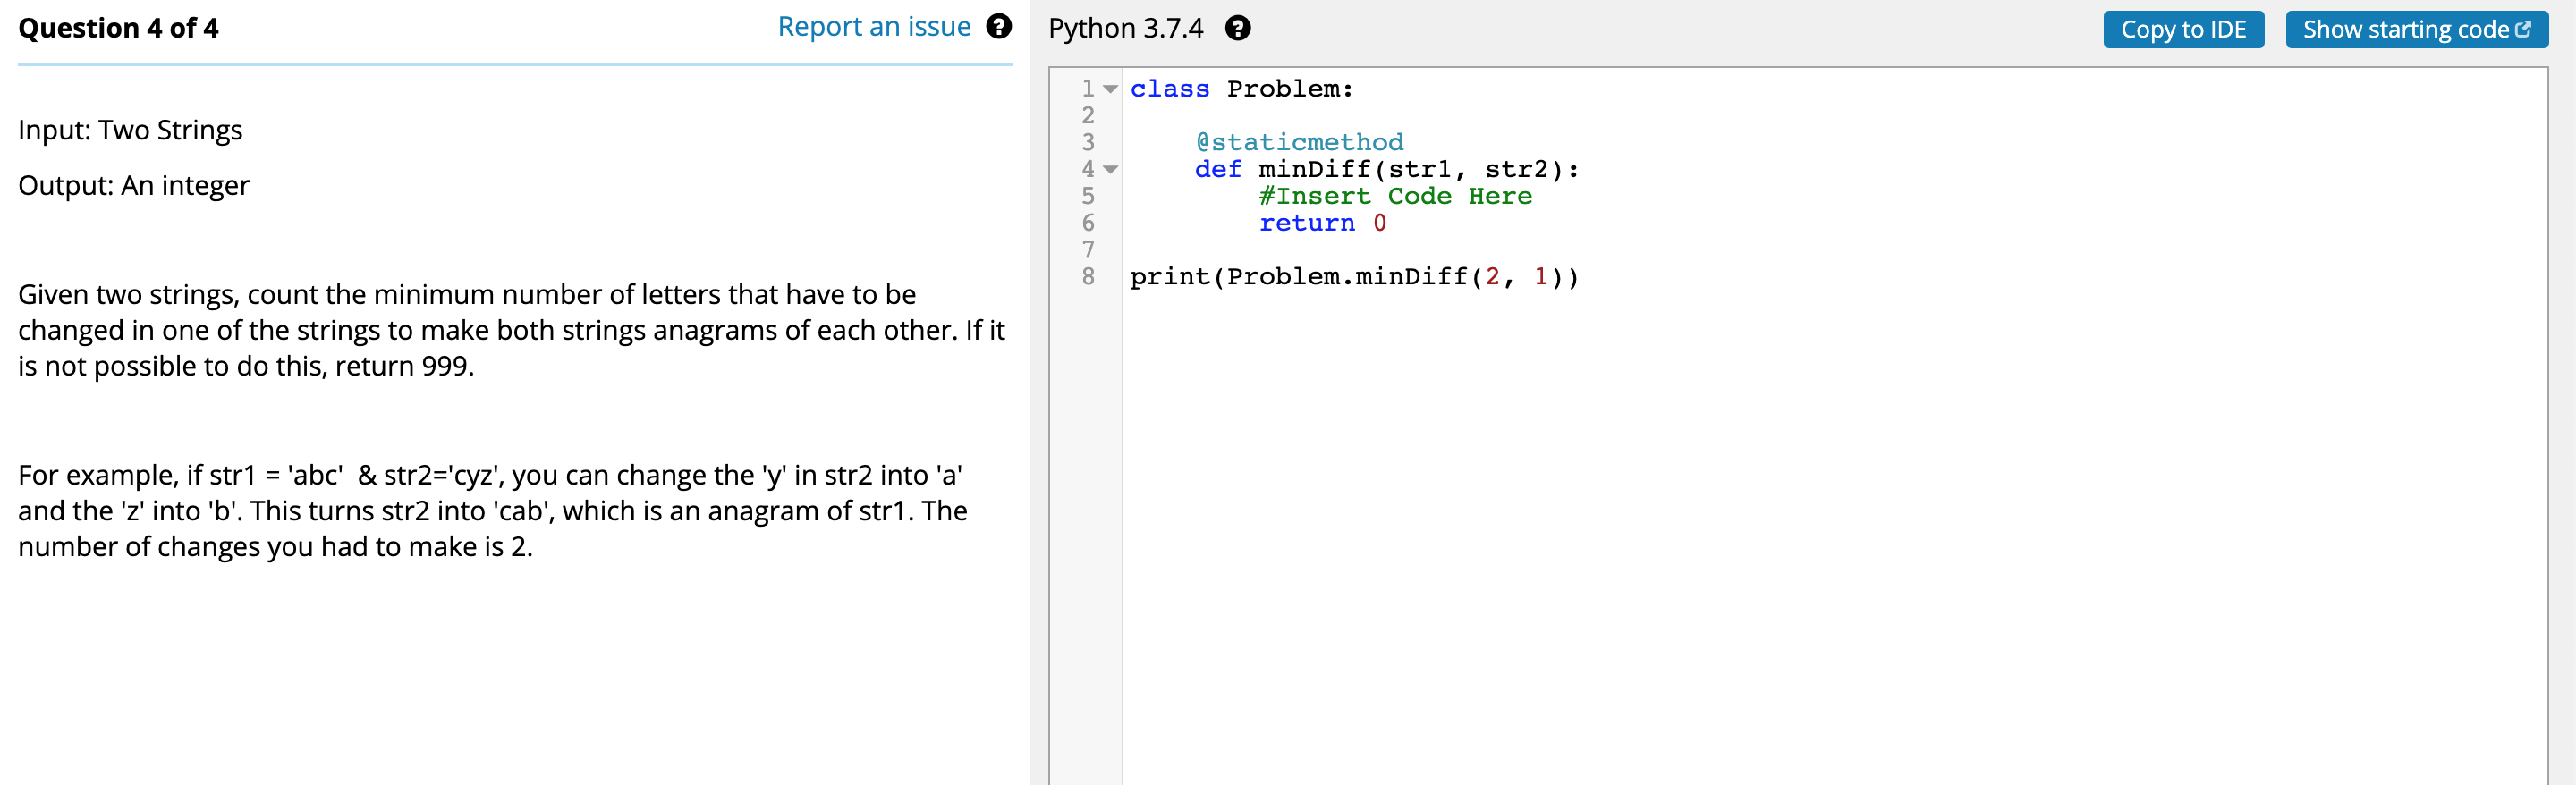 Question 4 of 4
Report an issue ?
Input: Two Strings
Output: An integer
Given two strings, count the minimum number of letters that have to be
changed in one of the strings to make both strings anagrams of each other. If it
is not possible to do this, return 999.
For example, if str1 = 'abc'  & str2='cyz', you can change the 'y' in str2 into 'a'
and the 'z' into 'b'. This turns str2 into 'cab', which is an anagram of str1. The
number of changes you had to make is 2.
Python 3.7.4 ?
Copy to IDE
Show starting code
1 class Problem:
2
3     @staticmethod
4     def minDiff(str1, str2):
5         #Insert Code Here
6         return 0
7
8 print(Problem.minDiff(2, 1))